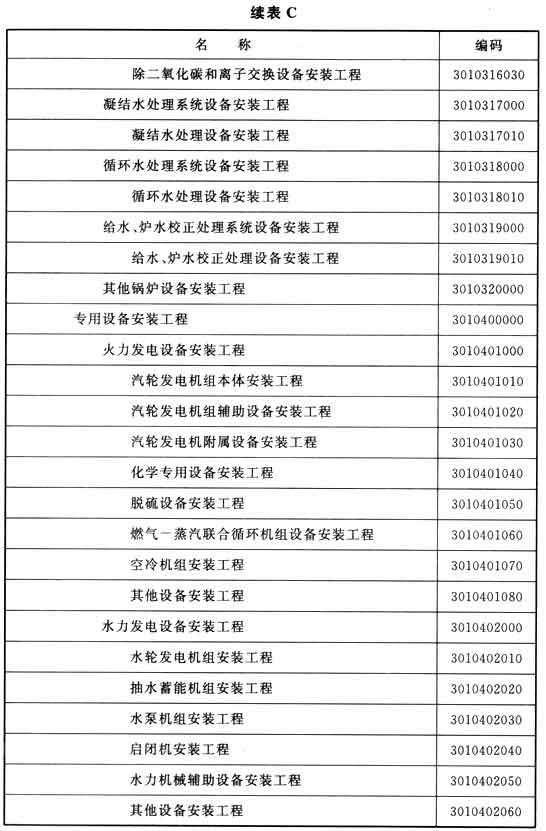 续表 C
名 称 编码
除二氧化碳和离子交换设备安装工程 3010316030
凝结水处理系统设备安装工程 3010317000
凝结水处理设备安装工程 3010317010
循环水处理系统设备安装工程 3010318000
循环水处理设备安装工程 3010318010
给水、炉水校正处理系统设备安装工程 3010319000
给水、炉水校正处理设备安装工程 3010319010
其他锅炉设备安装工程 3010320000
专用设备安装工程 3010400000
火力发电设备安装工程 3010401000
汽轮发电机组本体安装工程 3010401010
汽轮发电机组辅助设备安装工程 3010401020
汽轮发电机附属设备安装工程 3010401030
化学专用设备安装工程 3010401040
脱硫设备安装工程 3010401050
燃气－蒸汽联合循环机组设备安装工程 3010401060
空冷机组安装工程 3010401070
其他设备安装工程 3010401080
水力发电设备安装工程 3010402000
水轮发电机组安装工程 3010402010
抽水蓄能机组安装工程 3010402020
水泵机组安装工程 3010402030
启闭机安装工程 3010402040
水力机械辅助设备安装工程 3010402050
其他设备安装工程 3010402060